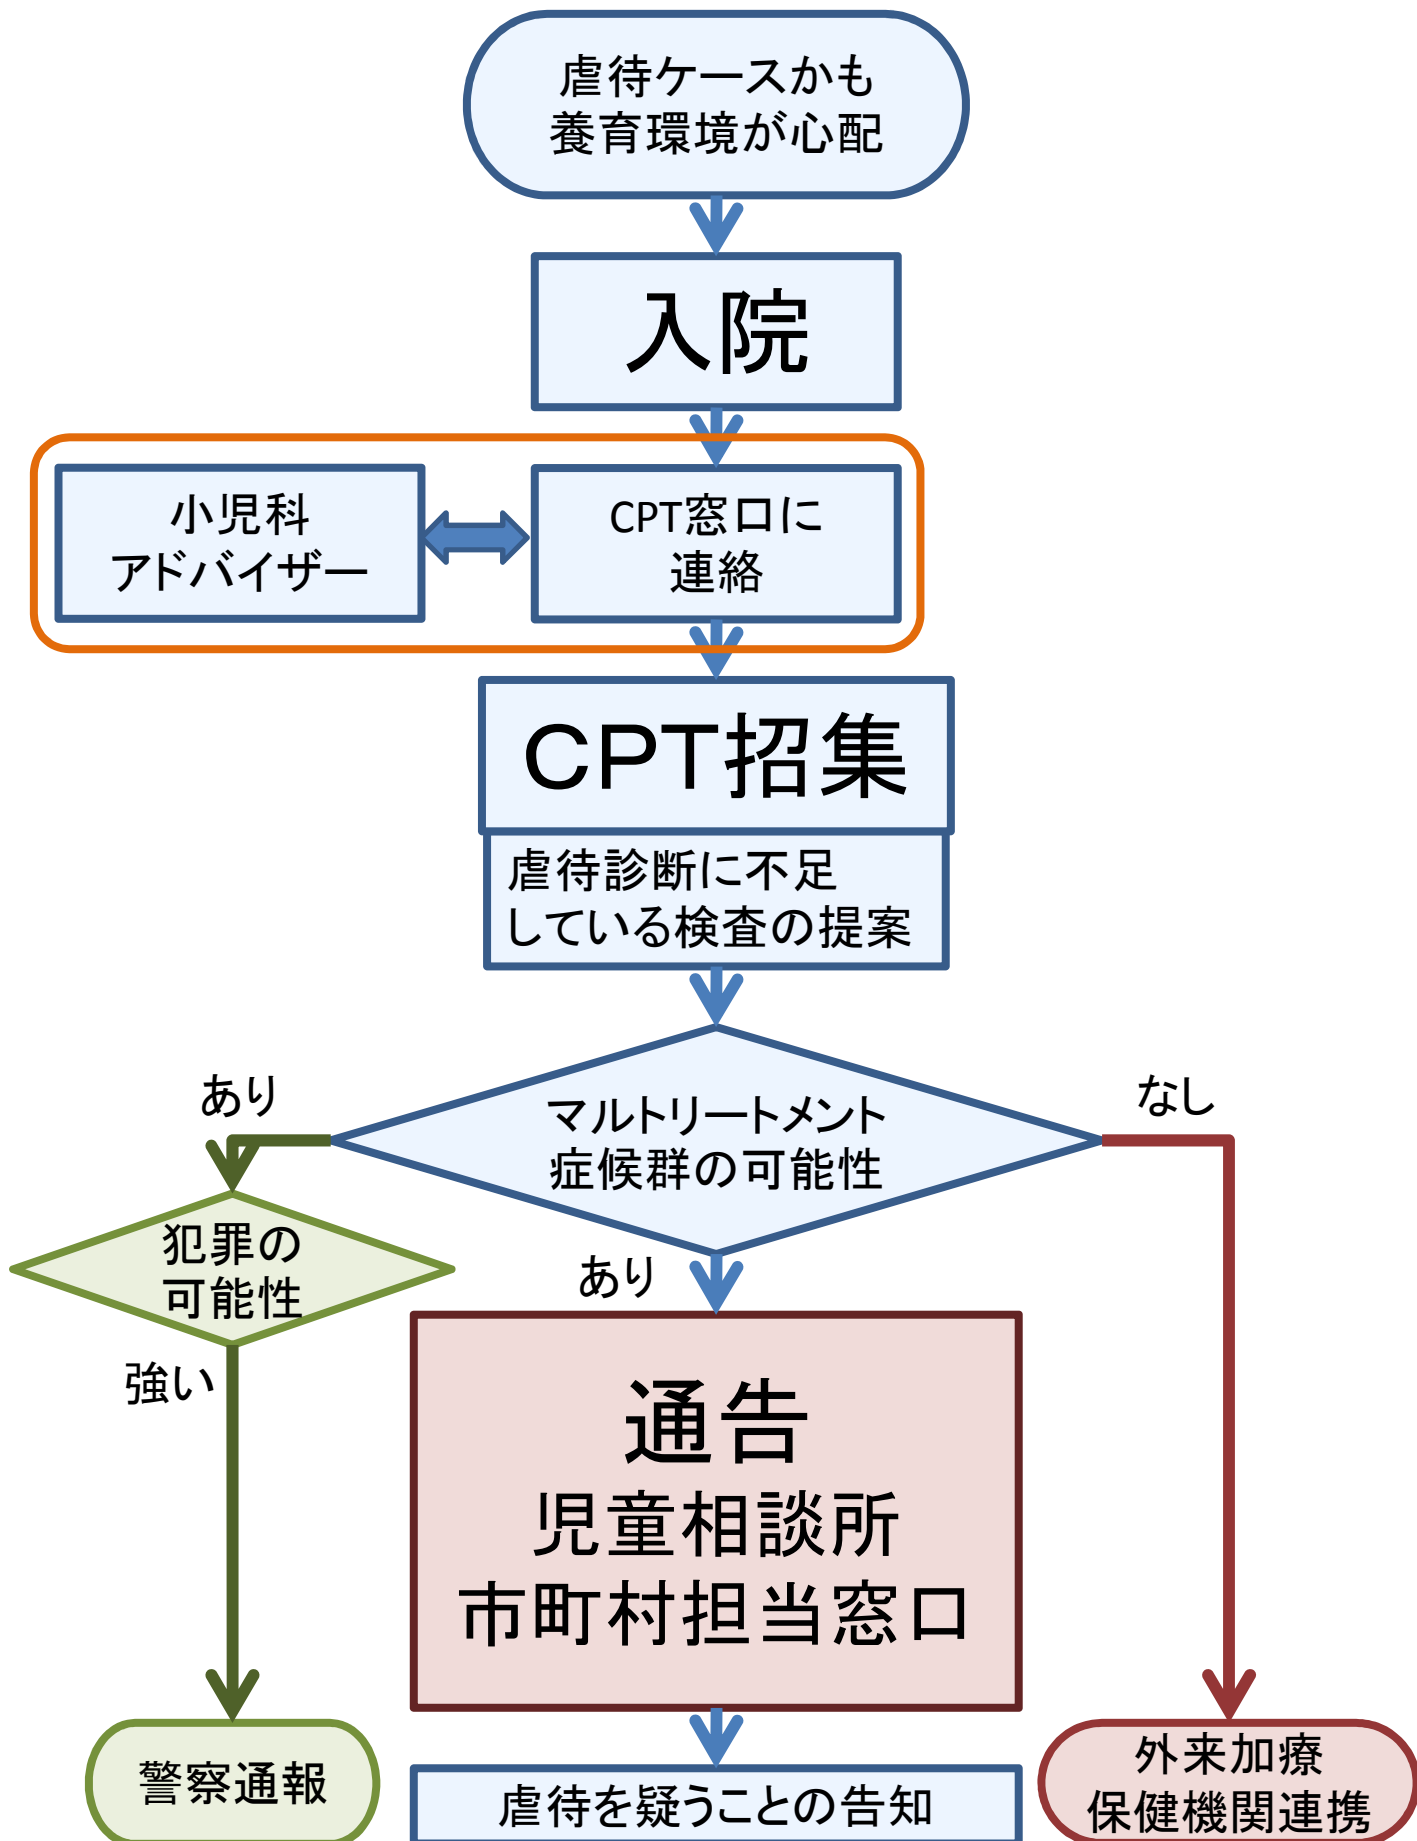 虐待ケースかも
養育環境が心配
入院
小児科
アドバイザー
CPT窓口に
連絡
CPT招集
虐待診断に不足
している検査の提案
マルトリートメント
症候群の可能性
あり
なし
犯罪の
可能性
あり
強い
通告
児童相談所
市町村担当窓口
警察通報
虐待を疑うことの告知
外来加療
保健機関連携